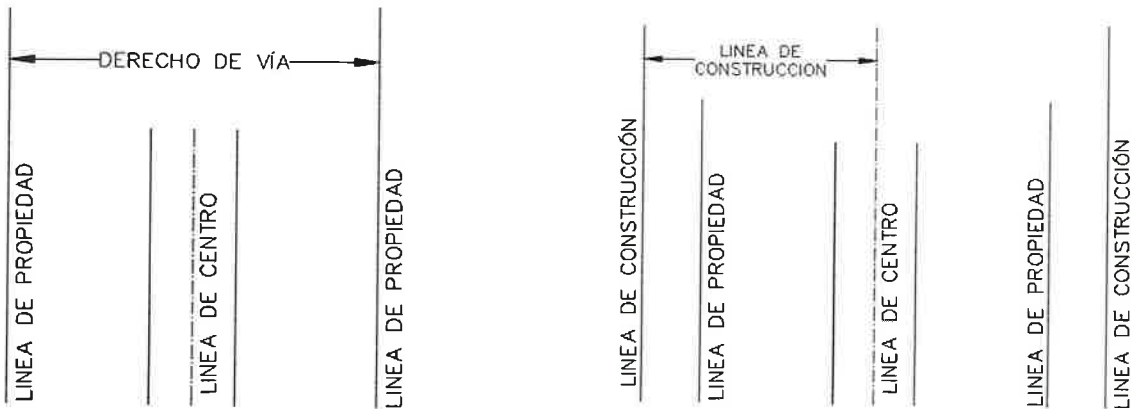 DERECHO DE VÍA
LINEA DE PROPIEDAD
LINEA DE CENTRO
LINEA DE PROPIEDAD
LINEA DE
CONSTRUCCION
LINEA DE CONSTRUCCIÓN
LINEA DE PROPIEDAD
LINEA DE CENTRO
LINEA DE PROPIEDAD
LINEA DE CONSTRUCCIÓN